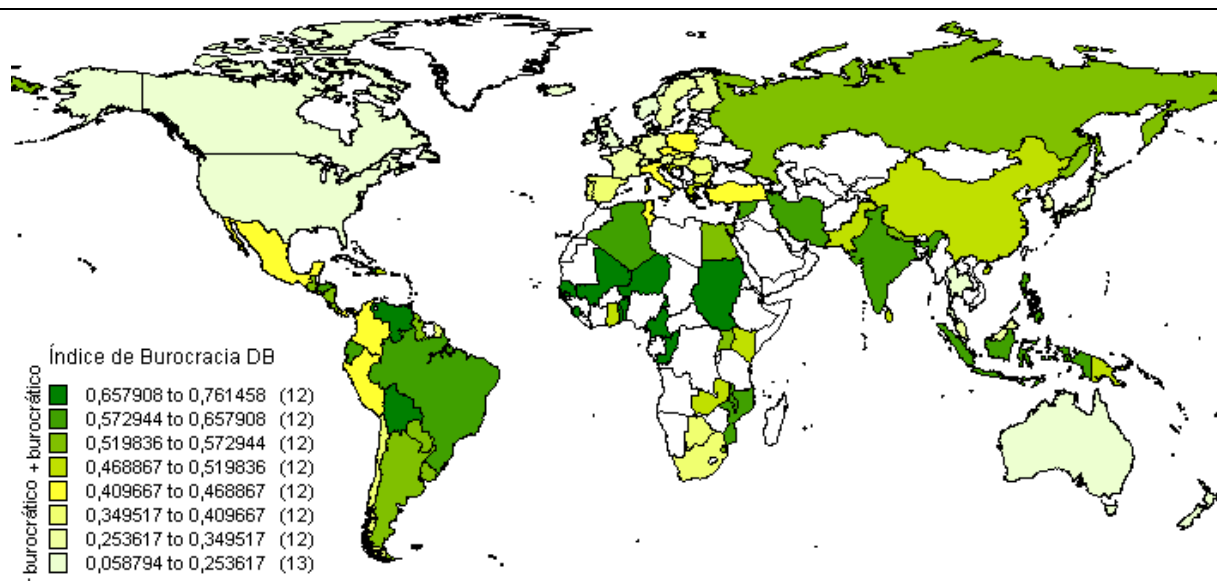 Índice de Burocracia DB
0,657908 to 0,761458 (12)
0,572944 to 0,657908 (12)
0,519836 to 0,572944 (12)
0,468867 to 0,519836 (12)
0,409667 to 0,468867 (12)
0,349517 to 0,409667 (12)
0,253617 to 0,349517 (12)
0,058794 to 0,253617 (13)
burocrático + burocrático